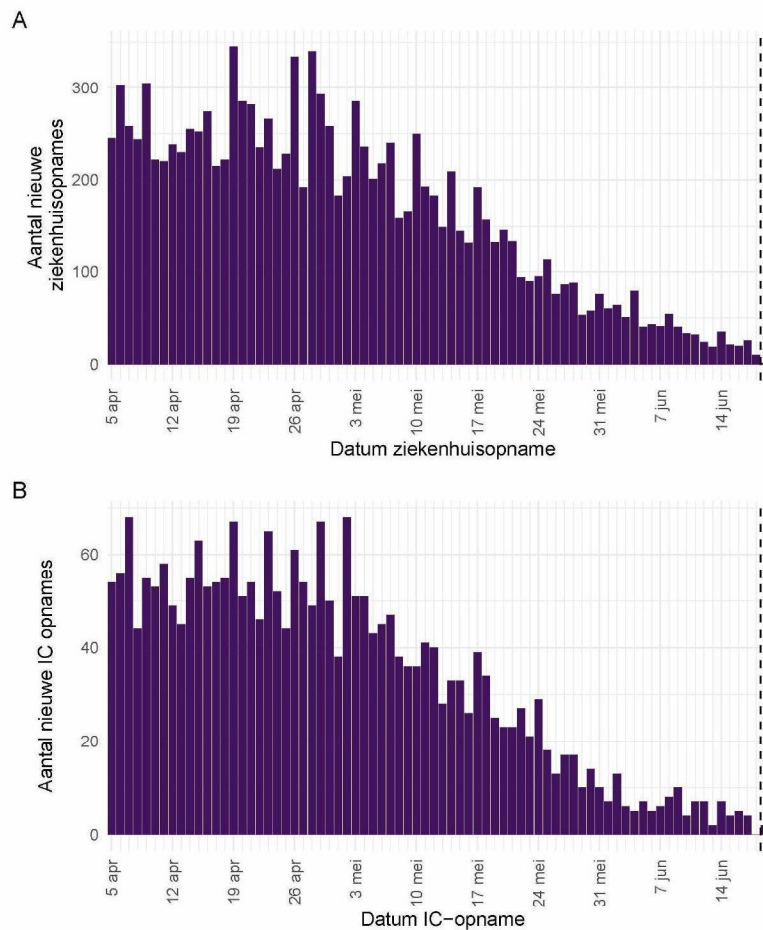 A
Aantal nieuwe
ziekenhuisopnames
300
200
100
0
5 apr
12 apr
19 apr
26 apr
3 mei
10 mei
17 mei
24 mei
31 mei
7 jun
14 jun
Datum ziekenhuisopname
B
Aantal nieuwe IC opnames
60
40
20
0
5 apr
12 apr
19 apr
26 apr
3 mei
10 mei
17 mei
24 mei
31 mei
7 jun
14 jun
Datum IC−opname